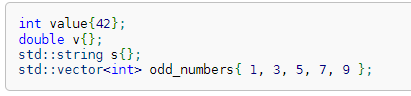 int value{42};
double v{};
std::string s{};
std::vector<int> odd_numbers{ 1, 3, 5, 7, 9 };